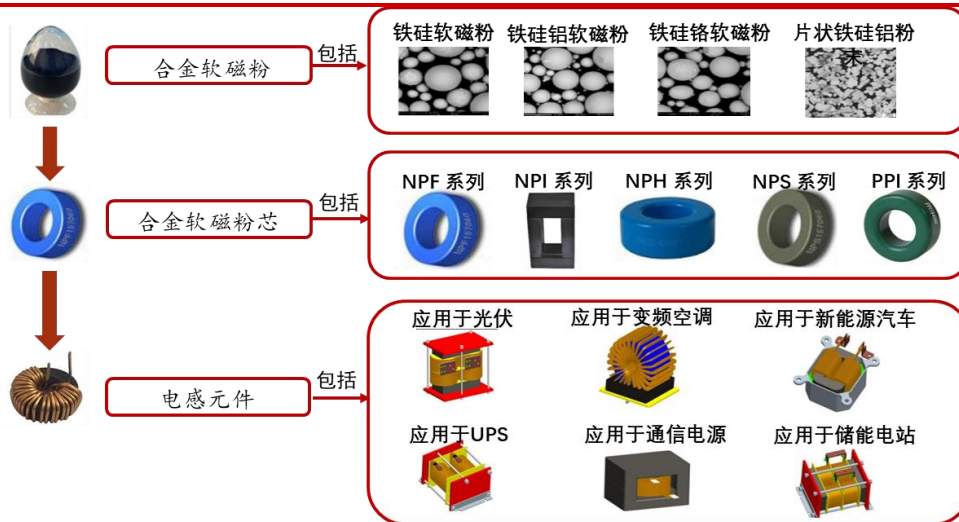 铁硅软磁粉
铁硅铝软磁粉
铁硅铬软磁粉
片状铁硅铝粉
末
合金软磁粉
包括
NPF 系列
NPI 系列
NPH 系列
NPS 系列
PPI 系列
合金软磁粉芯
包括
NPF157060
NPF157060
NPS157060
应用于光伏
应用于变频空调
应用于新能源汽车
电感元件
包括
应用于UPS
应用于通信电源
应用于储能电站